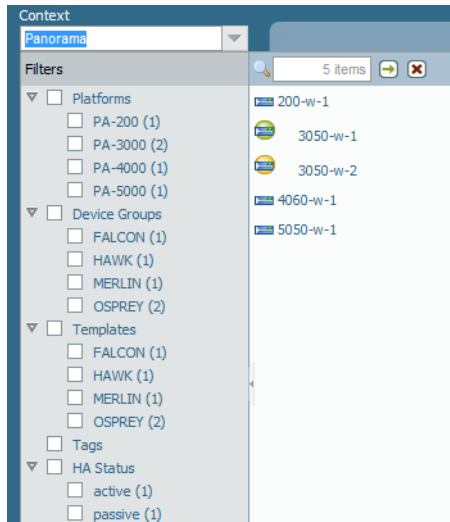 Context
Panorama
Filters
5 items
Platforms
PA-200 (1)
PA-3000 (2)
PA-4000 (1)
PA-5000 (1)
Device Groups
FALCON (1)
HAWK (1)
MERLIN (1)
OSPREY (2)
Templates
FALCON (1)
HAWK (1)
MERLIN (1)
OSPREY (2)
Tags
HA Status
active (1)
passive (1)
200-w-1
3050-w-1
3050-w-2
4060-w-1
5050-w-1